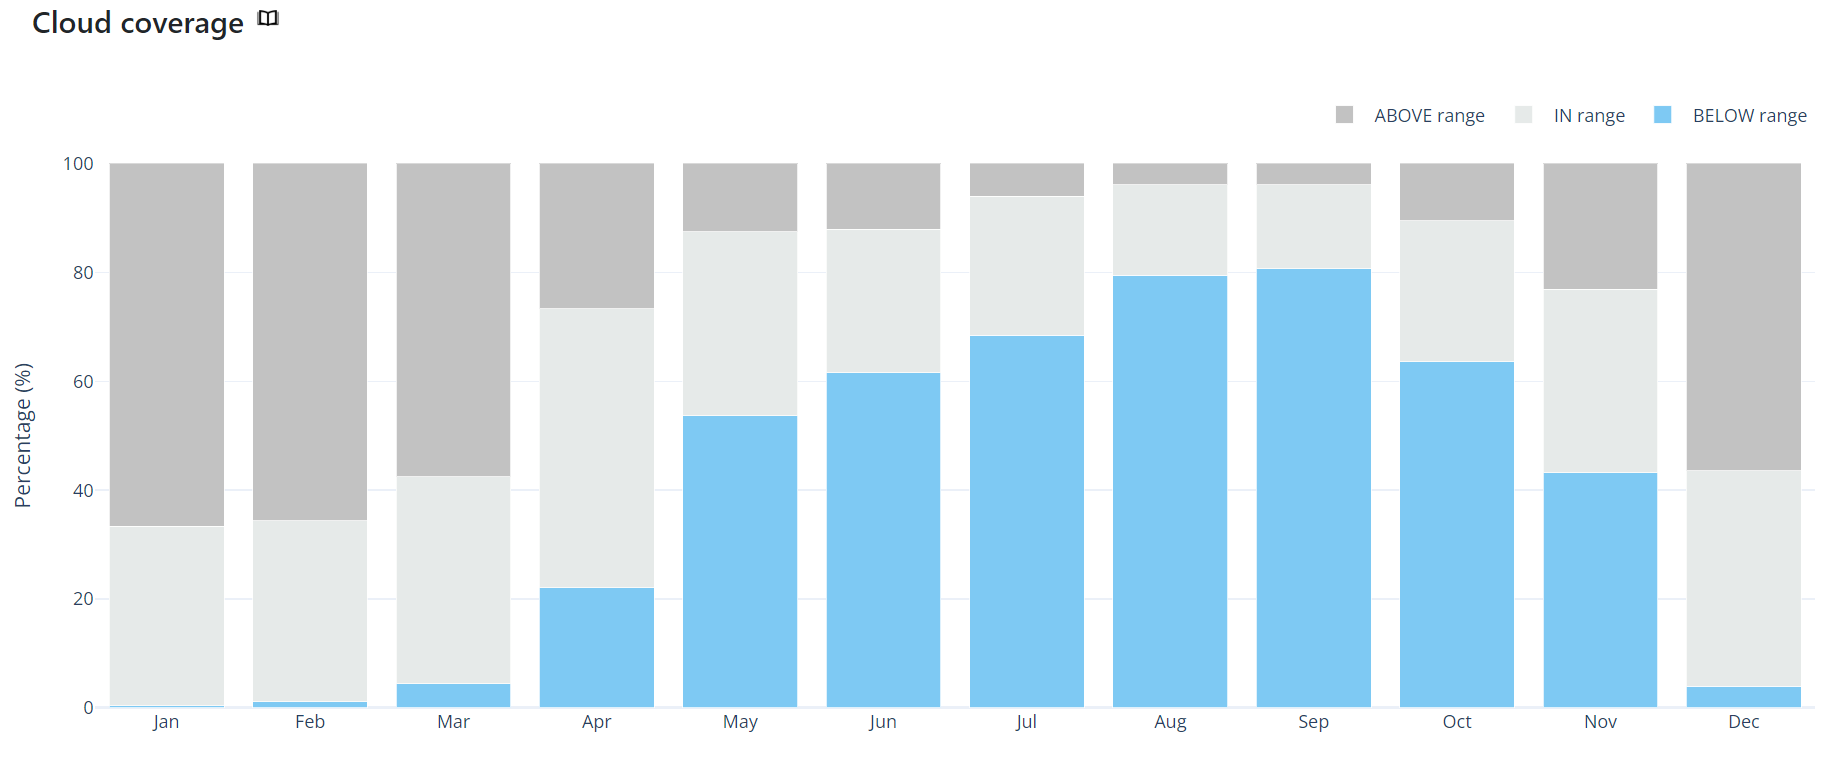 Cloud coverage
ABOVE range IN range BELOW range
Percentage (%)
100
80
60
40
20
0
Jan Feb Mar Apr May Jun Jul Aug Sep Oct Nov Dec